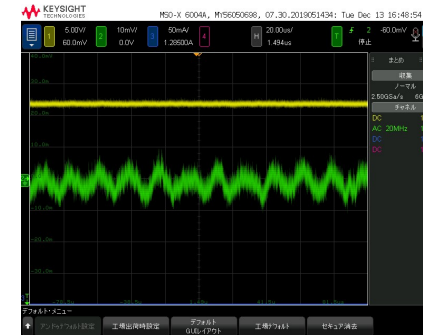 KEYSIGHT
TECHNOLOGIES
MSO-X 6004A, MY56050698, 07.30.2019051434: Tue Dec 13 16:48:54
1 5.00V/ 2 10mV/ 3 50mA/ 4 H 20.00us/ T 2 -60.0mV
60.0mV 0.0V 1.28500A 1.494us 停止
まとめ
収集
ノーマル
2.50GSa/s
チャネル
DC
AC 20MHz
DC
DC
デフォルト・メニュー
工場出荷時設定
デフォルト
GUIレイアウト
工場デフォルト
セキュア消去